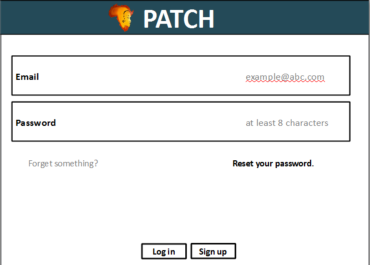 PATCH
Email example@abc.com
Password at least 8 characters
Forget something? Reset your password.
Log in Sign up